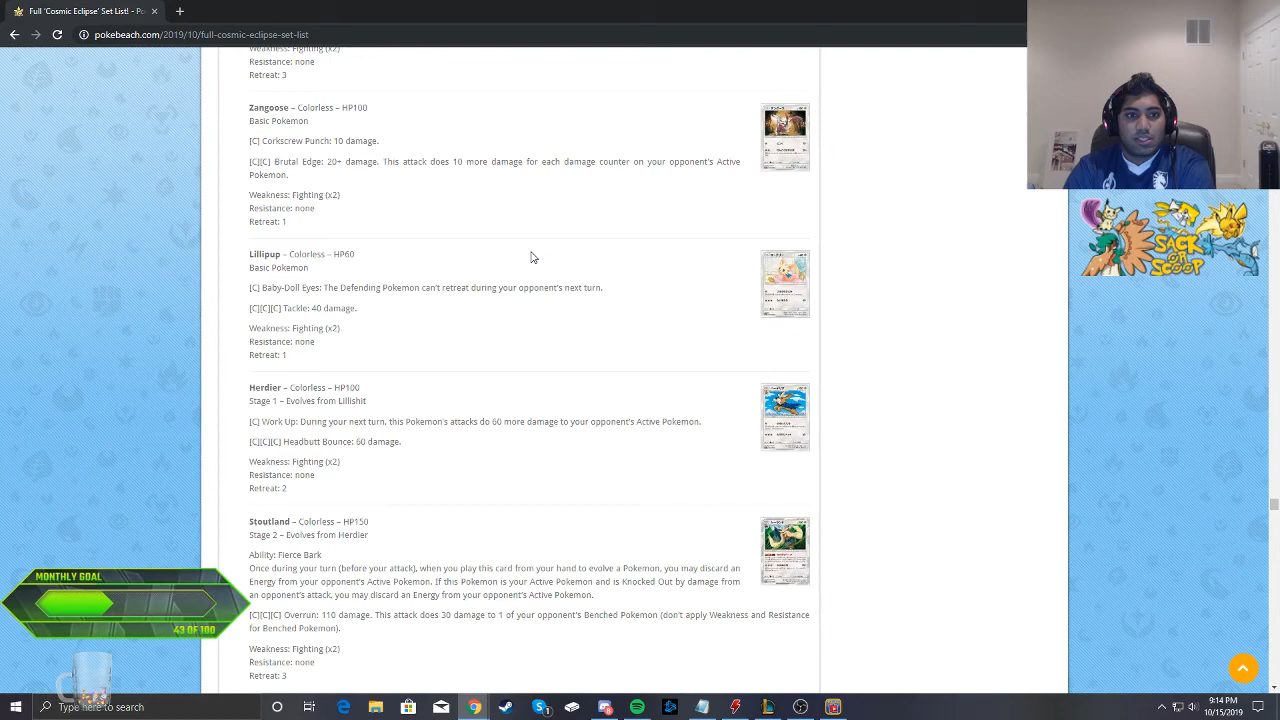 Full 'Cosmic Eclipse' Set List - Po
pokebeach.com/2019/10/full-cosmic-eclipse-set-list
Weakness: Fighting (x2)
Resistance: none
Retreat: 3
Zangoose – Colorless – HP100
Basic Pokemon
[C] Corkscrew Punch: 10 damage.
[C][C] Brutal Edge: This attack does 10 more damage for each damage counter on your opponent's Active
Pokemon.
Weakness: Fighting (x2)
Resistance: none
Retreat: 1
Lillipup – Colorless – HP60
Basic Pokemon
[C] Baby-Doll Eyes: The Defending Pokemon can't retreat during your opponent's next turn.
[C][C][C] Tackle: 40 damage.
Weakness: Fighting (x2)
Resistance: none
Retreat: 1
Herdier – Colorless – HP100
Stage 1 – Evolves from
[C] Work Up: During your next turn, this Pokemon's attacks do damage to your opponent's Active Pokemon.
[C][C][C] Headbutt Bounce: damage.
Weakness: Fighting (x2)
Resistance: none
Retreat: 2
Stoutland – Colorless – HP150
Stage 2 – Evolves from Herdier
Ability: Fierce Bark
Once during your turn (before your attack), when you play this card from your hand to evolve a Pokemon, you may discard an
Energy from your opponent's Active Pokemon. If this Pokemon is your Active Pokemon and is Knocked Out by damage from
an opponent's attack, discard an Energy from your opponent's Active Pokemon.
[C][C][C] Overrun: 110 damage. This attack does 30 damage to 1 of your opponent's Benched Pokemon (don't apply Weakness and Resistance
for Benched Pokemon).
Weakness: Fighting (x2)
Resistance: none
Retreat: 3
SACK
OR
SCOOP
MONTHLY GOAL
43 OF 100
Type here to search
9:14 PM
10/15/2019